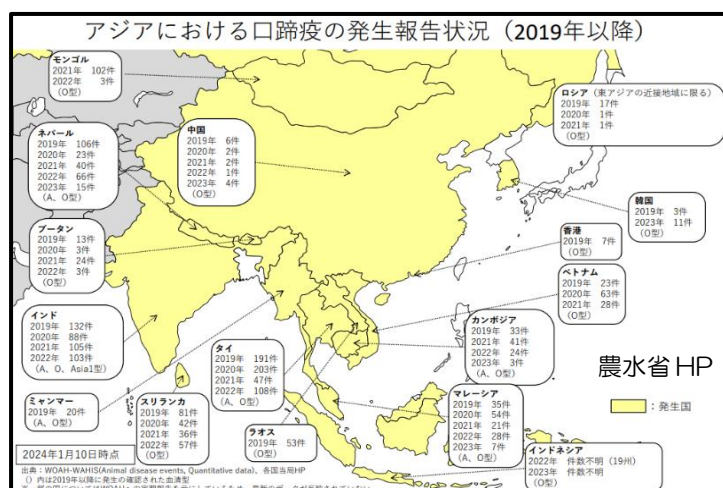 アジアにおける口蹄疫の発生報告状況（2019年以降）
モンゴル
2021年 102件
2022年 3件
（O型）
ロシア（東アジアの近接地域に限る）
2019年 17件
2020年 1件
2021年 1件
（O型）
ネパール
2019年 106件
2020年 23件
2021年 40件
2022年 66件
2023年 15件
（A、O型）
中国
2019年 6件
2020年 2件
2021年 2件
2022年 1件
2023年 4件
（O型）
韓国
2019年 3件
2023年 11件
（O型）
ブータン
2019年 13件
2020年 3件
2021年 24件
2022年 3件
（O型）
香港
2019年 7件
（O型）
ベトナム
2019年 23件
2020年 63件
2021年 28件
（O型）
インド
2019年 132件
2020年 88件
2021年 105件
2022年 103件
（A、O、Asia1型）
カンボジア
2019年 33件
2021年 41件
2022年 24件
2023年 3件
（A、O型）
タイ
2019年 191件
2020年 203件
2021年 47件
2022年 108件
（A、O型）
農水省 HP
ミャンマー
2019年 20件
（A、O型）
スリランカ
2019年 81件
2020年 42件
2021年 36件
2022年 57件
（O型）
ラオス
2019年 53件
（O型）
マレーシア
2019年 35件
2020年 54件
2021年 21件
2022年 28件
2023年 7件
（A、O型）
：発生国
インドネシア
2022年 件数不明（19州）
2023年 件数不明
（O型）
2024年1月10日時点
出典：WOAH-WAHIS(Animal disease events, Quantitative data)、各国当局HP
（）内は2019年以降に発生の確認された血清型